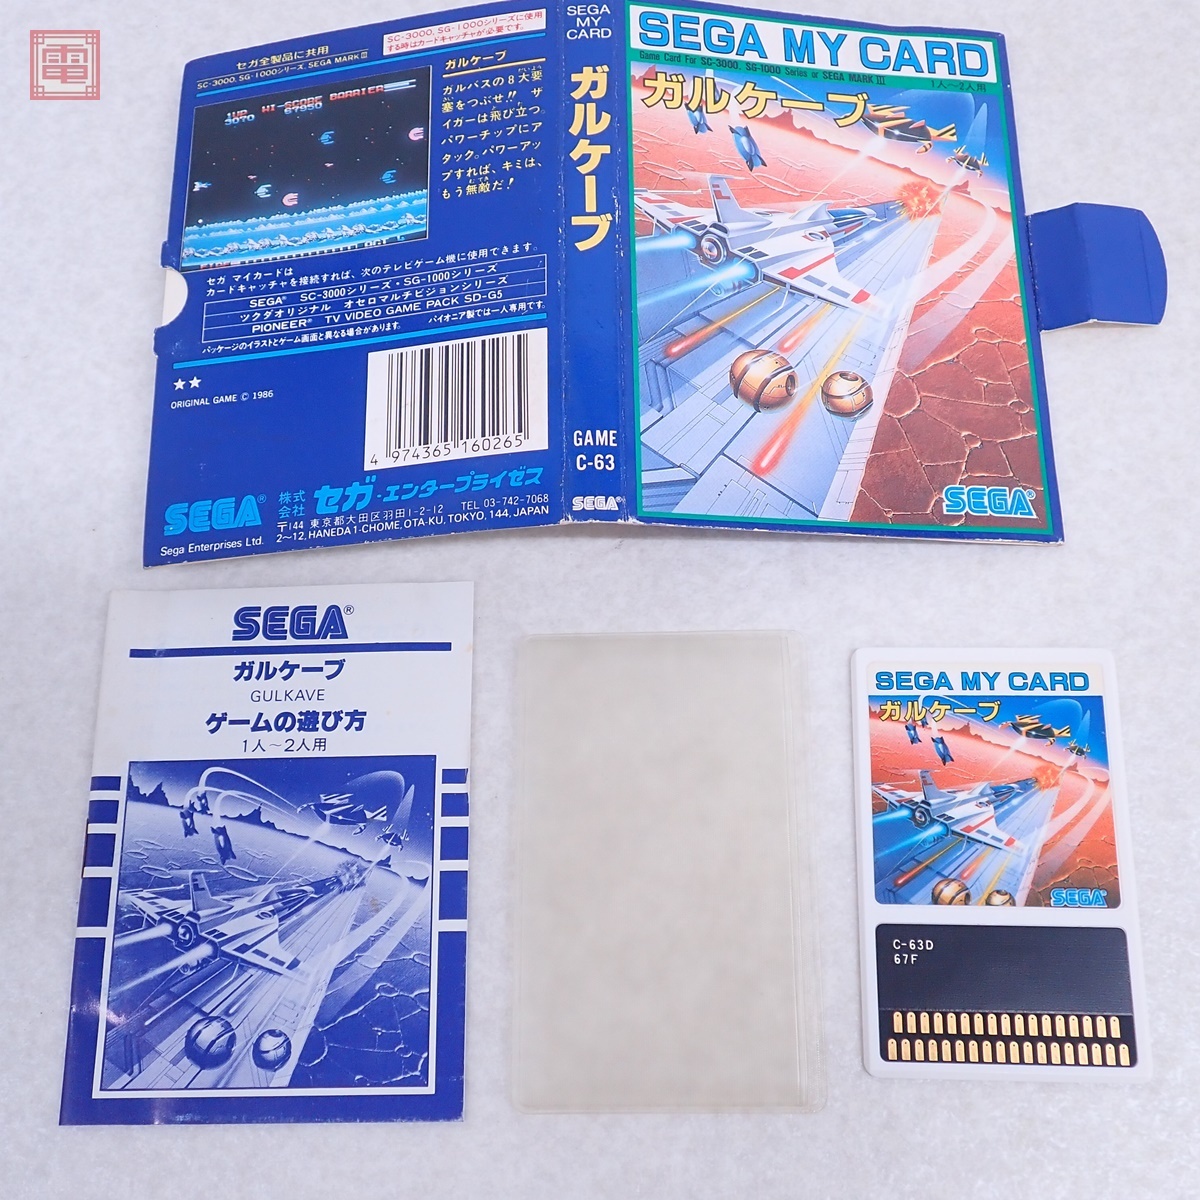 電
セガ全製品に共用
SC-3000, SG-1000シリーズ, SEGA MARK III
SC-3000, SG-1000シリーズに使用
する時はカードキャッチャが必要です。
1UP HI-SCORE BARRIER
3070 67950
ガルケーブ
ガルバスの8大要
塞をつぶせ!! ザ
イガーは飛び立つ。
パワーチップにア
タック。パワーアッ
プすれば、キミは、
もう無敵だ!
セガ マイカードは
カードキャッチャを接続すれば、次のテレビゲーム機に使用できます。
SEGA® SC-3000シリーズ・SG-1000シリーズ
ツクダオリジナル オセロマルチビジョンシリーズ
PIONEER® TV VIDEO GAME PACK SD-G5
パッケージのイラストとゲーム画面と異なる場合があります。 パイオニア製では一人専用です。
★★
ORIGINAL GAME © 1986
4 974365 160265
SEGA®
Sega Enterprises Ltd.
株式会社 セガ・エンタープライゼス
〒144 東京都大田区羽田1-2-12 TEL 03-742-7068
2~12, HANEDA 1-CHOME, OTA-KU, TOKYO, 144, JAPAN
SEGA
MY
CARD
ガルケーブ
GAME
C-63
SEGA®
SEGA MY CARD
Game Card For SC-3000, SG-1000 Series or SEGA MARK III
1人~2人用
ガルケーブ
SEGA®
SEGA®
ガルケーブ
GULKAVE
ゲームの遊び方
1人~2人用
SEGA MY CARD
ガルケーブ
SEGA®
C-63D
67F